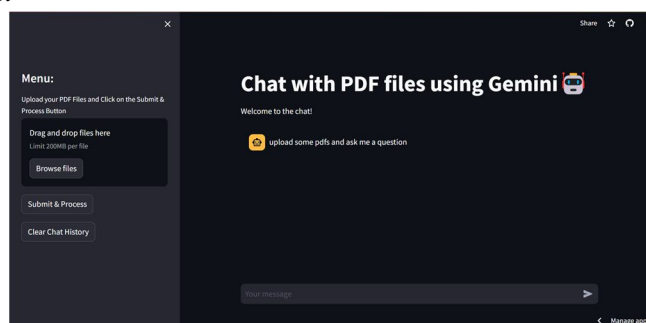 Share
Menu:
Upload your PDF Files and Click on the Submit &
Process Button
Drag and drop files here
Limit 200MB per file
Browse files
Submit & Process
Clear Chat History
Chat with PDF files using Gemini
Welcome to the chat!
upload some pdfs and ask me a question
Your message
Manage app